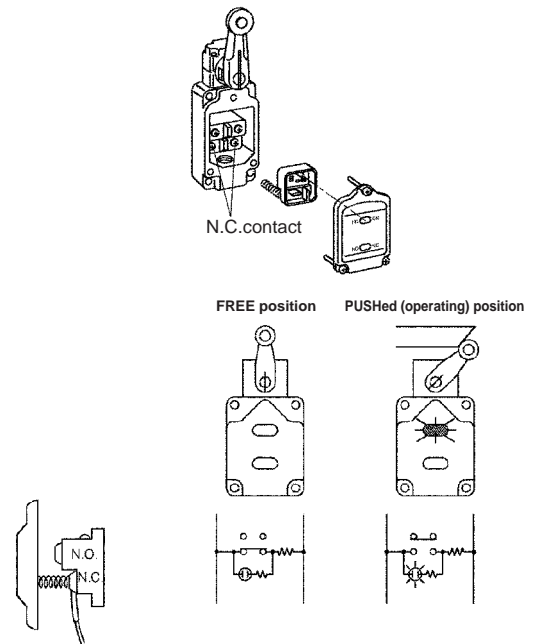 C
N.C.contact
FREE position
PUSHed (operating) position
N.O.
N.C.